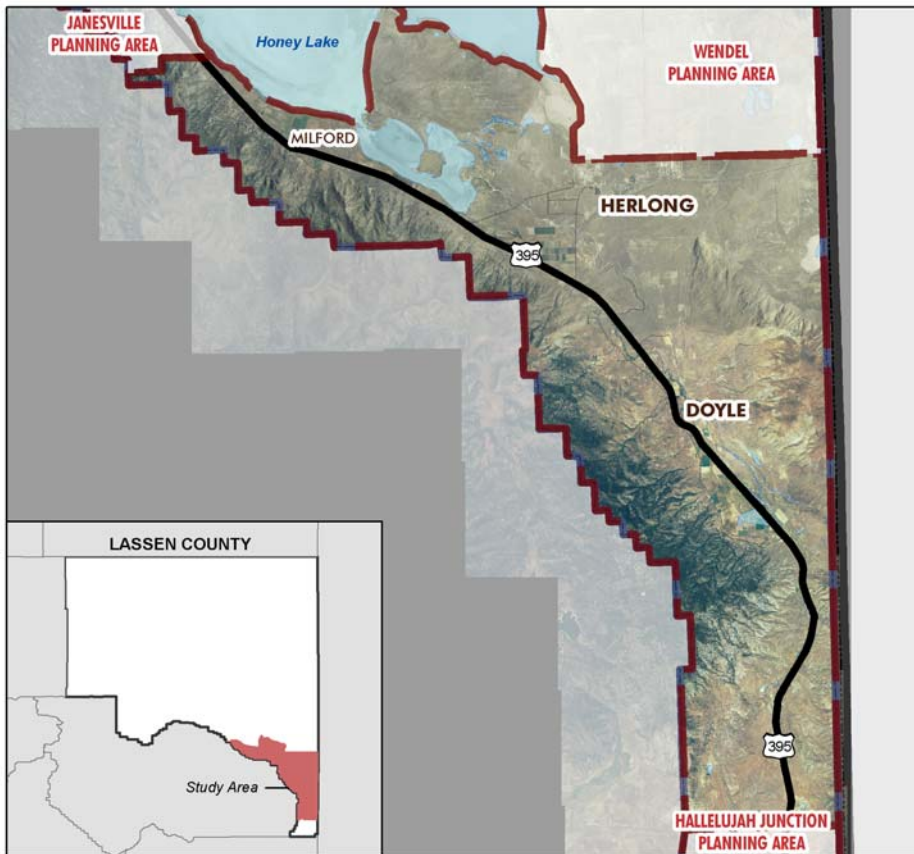 JANESVILLE
PLANNING AREA
Honey Lake
WENDEL
PLANNING AREA
MILFORD
HERLONG
395
DOYLE
LASSEN COUNTY
Study Area
395
HALLELUJAH JUNCTION
PLANNING AREA